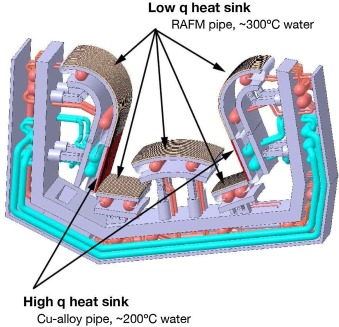 Low q heat sink
RAFM pipe, ~300ºC water
High q heat sink
Cu-alloy pipe, ~200ºC water